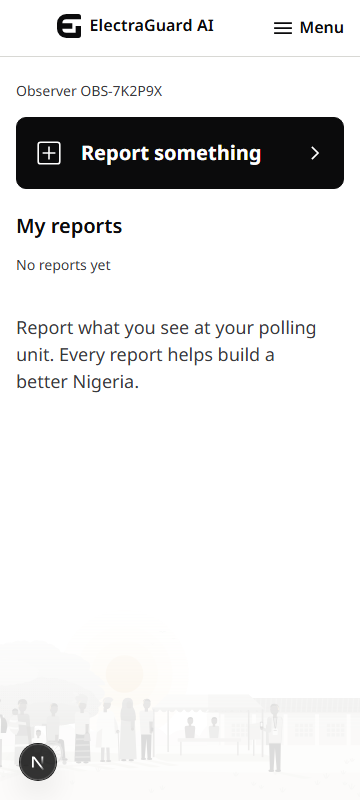 ElectraGuard AI
Menu
Observer OBS-7K2P9X
Report something
My reports
No reports yet
Report what you see at your polling
unit. Every report helps build a
better Nigeria.
N